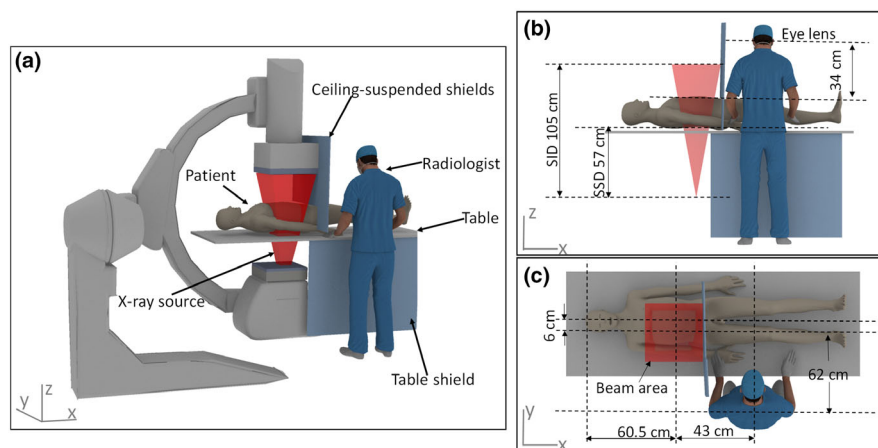 (a)
Ceiling-suspended shields
Radiologist
Patient
Table
X-ray source
Table shield
z
y
x
(b)
Eye lens
34 cm
SID 105 cm
SSD 57 cm
z
x
(c)
6 cm
62 cm
Beam area
y
x
60.5 cm
43 cm